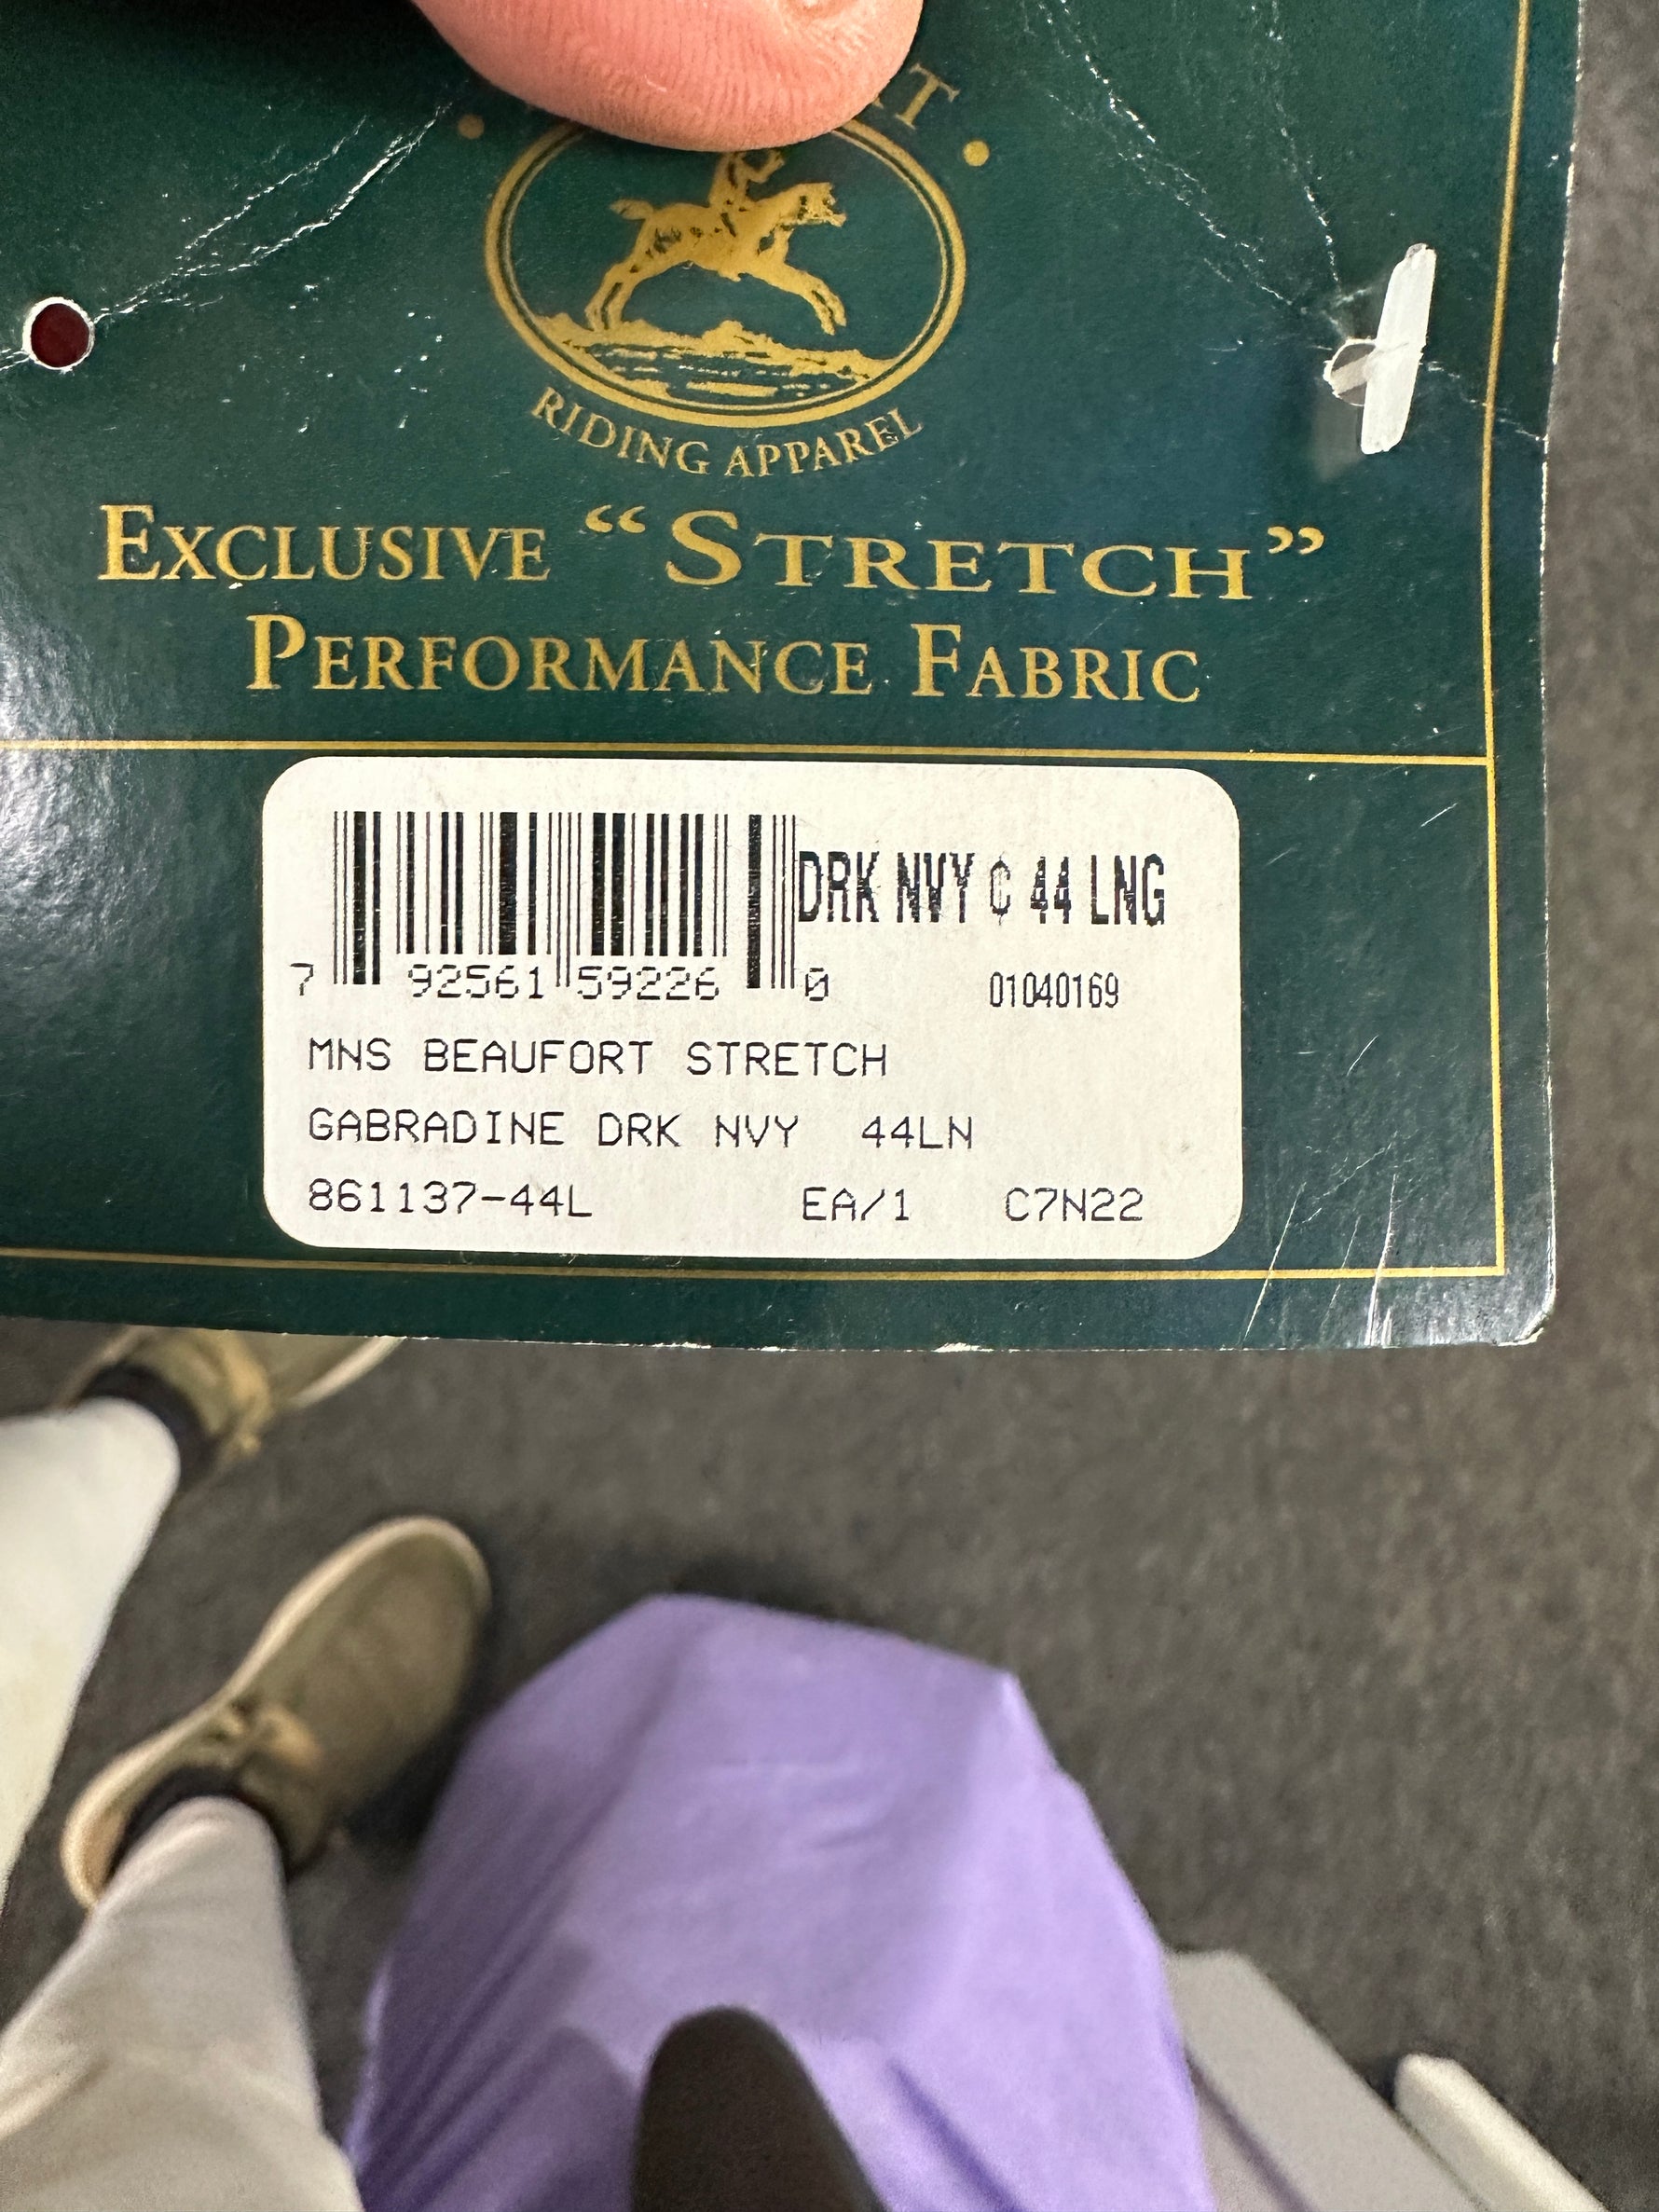 RIDING APPAREL
EXCLUSIVE “STRETCH”
PERFORMANCE FABRIC
DRK NVY C 44 LNG
7 92561 59226 0
01040169
MNS BEAUFORT STRETCH
GABRADINE DRK NVY 44LN
861137-44L EA/1 C7N22